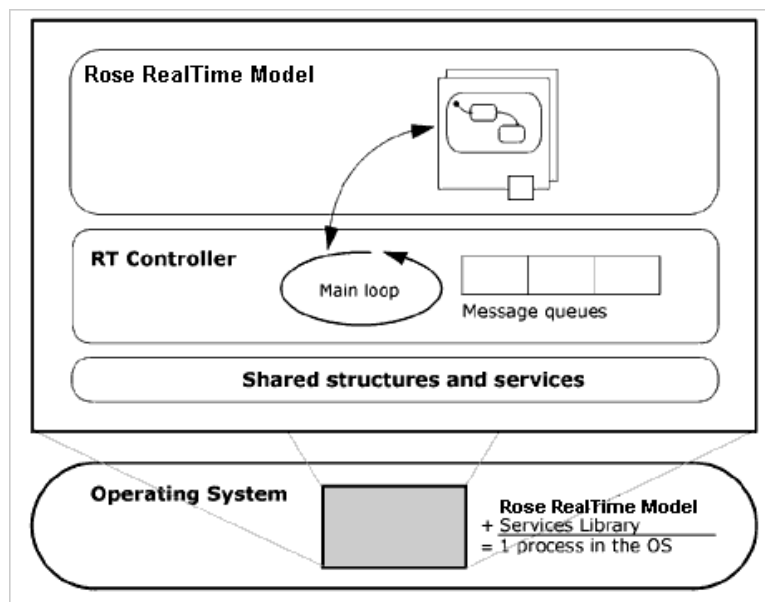 Rose RealTime Model
RT Controller
Main loop
Message queues
Shared structures and services
Operating System
Rose RealTime Model
+ Services Library
= 1 process in the OS